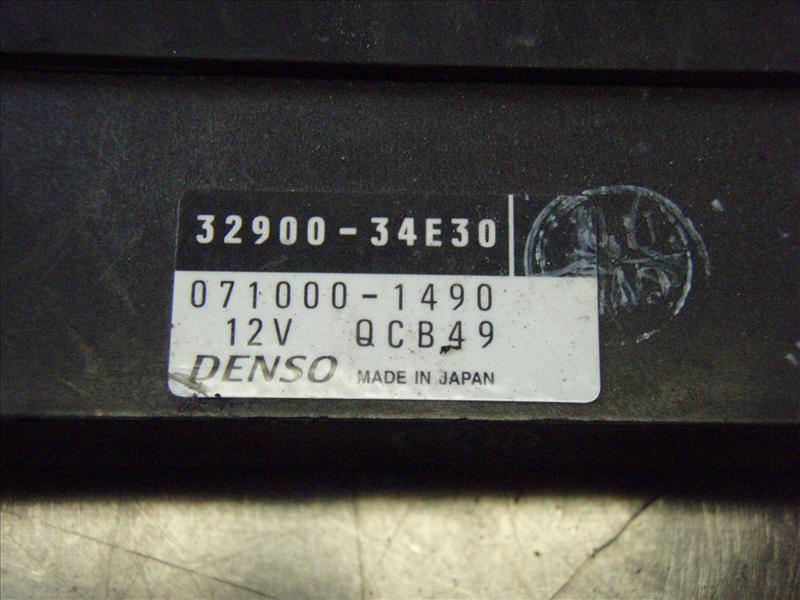 32900-34E30
071000-1490
12V QCB49
DENSO MADE IN JAPAN